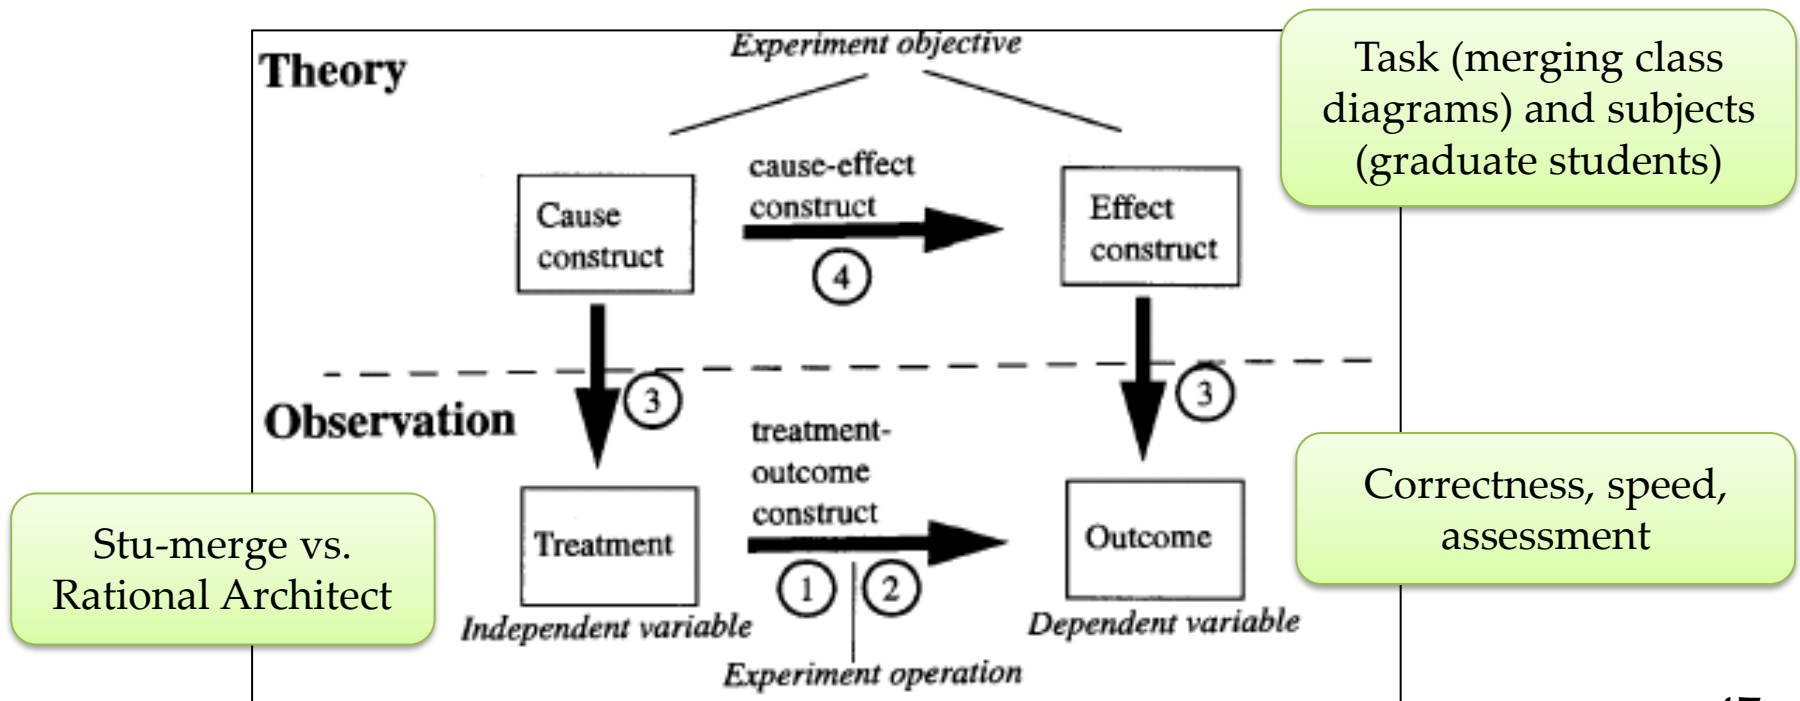 Experiment objective
Theory
Task (merging class
diagrams) and subjects
(graduate students)
cause-effect
construct
Cause
construct
Effect
construct
4
3
3
Observation
treatment-
outcome
construct
Correctness, speed,
assessment
Stu-merge vs.
Rational Architect
Treatment
Outcome
1
2
Independent variable
Dependent variable
Experiment operation